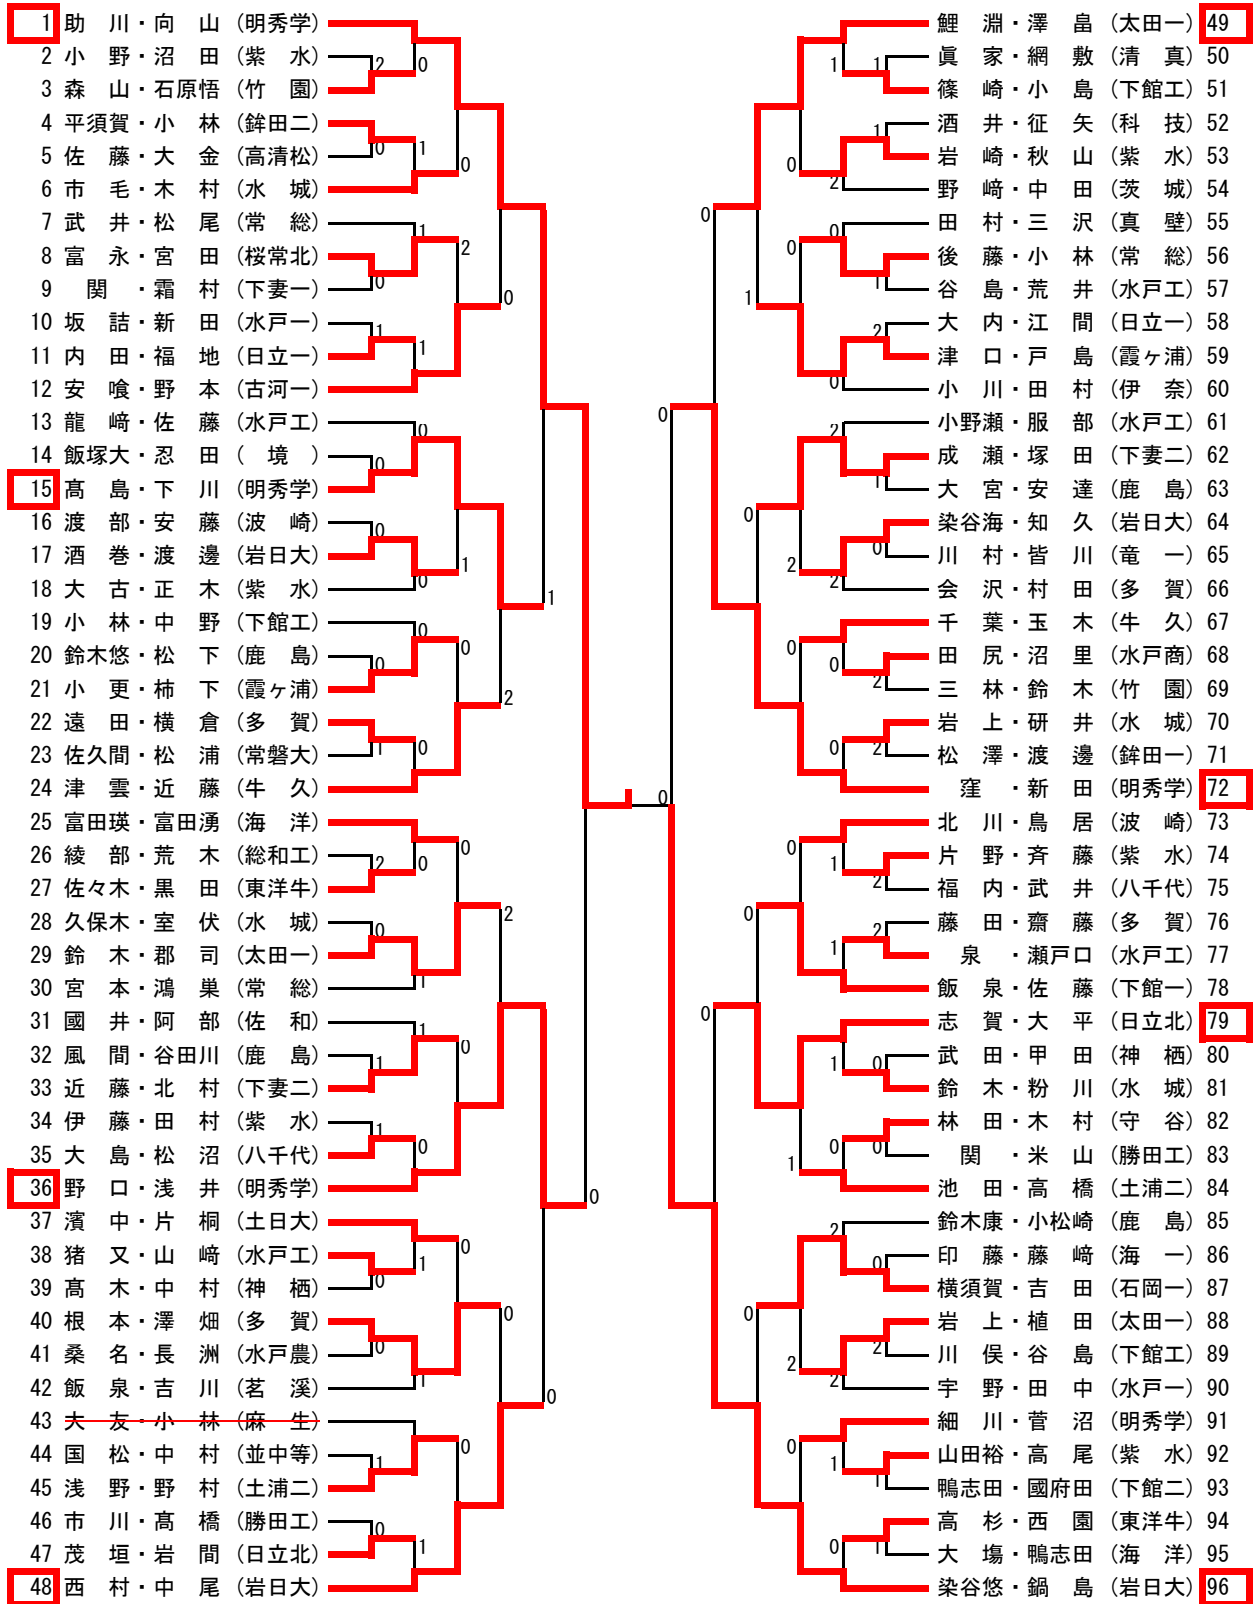 1 助　川・向　山 (明秀学)
2 小　野・沼　田 (紫　水)
3 森　山・石原悟 (竹　園)
4 平須賀・小　林 (鉾田二)
5 佐　藤・大　金 (高清松)
6 市　毛・木　村 (水　城)
7 武　井・松　尾 (常　総)
8 富　永・宮　田 (桜常北)
9 　関　・霜　村 (下妻一)
10 坂　詰・新　田 (水戸一)
11 内　田・福　地 (日立一)
12 安　喰・野　本 (古河一)
13 龍　﨑・佐　藤 (水戸工)
14 飯塚大・忍　田 (　境　)
15 髙　島・下　川 (明秀学)
16 渡　部・安　藤 (波　崎)
17 酒　巻・渡　邊 (岩日大)
18 大　古・正　木 (紫　水)
19 小　林・中　野 (下館工)
20 鈴木悠・松　下 (鹿　島)
21 小　更・柿　下 (霞ヶ浦)
22 遠　田・横　倉 (多　賀)
23 佐久間・松　浦 (常磐大)
24 津　雲・近　藤 (牛　久)
25 富田瑛・富田湧 (海　洋)
26 綾　部・荒　木 (総和工)
27 佐々木・黒　田 (東洋牛)
28 久保木・室　伏 (水　城)
29 鈴　木・郡　司 (太田一)
30 宮　本・鴻　巣 (常　総)
31 國　井・阿　部 (佐　和)
32 風　間・谷田川 (鹿　島)
33 近　藤・北　村 (下妻二)
34 伊　藤・田　村 (紫　水)
35 大　島・松　沼 (八千代)
36 野　口・浅　井 (明秀学)
37 濱　中・片　桐 (土日大)
38 猪　又・山　﨑 (水戸工)
39 髙　木・中　村 (神　栖)
40 根　本・澤　畑 (多　賀)
41 桑　名・長　洲 (水戸農)
42 飯　泉・吉　川 (茗　溪)
43 大　友・小　林 (麻　生)
44 国　松・中　村 (並中等)
45 浅　野・野　村 (土浦二)
46 市　川・髙　橋 (勝田工)
47 茂　垣・岩　間 (日立北)
48 西　村・中　尾 (岩日大)
鯉　淵・澤　畠 (太田一) 49
眞　家・網　敷 (清　真) 50
篠　崎・小　島 (下館工) 51
酒　井・征　矢 (科　技) 52
岩　崎・秋　山 (紫　水) 53
野　﨑・中　田 (茨　城) 54
田　村・三　沢 (真　壁) 55
後　藤・小　林 (常　総) 56
谷　島・荒　井 (水戸工) 57
大　内・江　間 (日立一) 58
津　口・戸　島 (霞ヶ浦) 59
小　川・田　村 (伊　奈) 60
小野瀬・服　部 (水戸工) 61
成　瀬・塚　田 (下妻二) 62
大　宮・安　達 (鹿　島) 63
染谷海・知　久 (岩日大) 64
川　村・皆　川 (竜　一) 65
会　沢・村　田 (多　賀) 66
千　葉・玉　木 (牛　久) 67
田　尻・沼　里 (水戸商) 68
三　林・鈴　木 (竹　園) 69
岩　上・研　井 (水　城) 70
松　澤・渡　邊 (鉾田一) 71
　窪　・新　田 (明秀学) 72
北　川・鳥　居 (波　崎) 73
片　野・斉　藤 (紫　水) 74
福　内・武　井 (八千代) 75
藤　田・齋　藤 (多　賀) 76
　泉　・瀬戸口 (水戸工) 77
飯　泉・佐　藤 (下館一) 78
志　賀・大　平 (日立北) 79
武　田・甲　田 (神　栖) 80
鈴　木・粉　川 (水　城) 81
林　田・木　村 (守　谷) 82
　関　・米　山 (勝田工) 83
池　田・高　橋 (土浦二) 84
鈴木康・小松崎 (鹿　島) 85
印　藤・藤　﨑 (海　一) 86
横須賀・吉　田 (石岡一) 87
岩　上・植　田 (太田一) 88
川　俣・谷　島 (下館工) 89
宇　野・田　中 (水戸一) 90
細　川・菅　沼 (明秀学) 91
山田裕・高　尾 (紫　水) 92
鴨志田・國府田 (下館二) 93
高　杉・西　園 (東洋牛) 94
大　塲・鴨志田 (海　洋) 95
染谷悠・鍋　島 (岩日大) 96